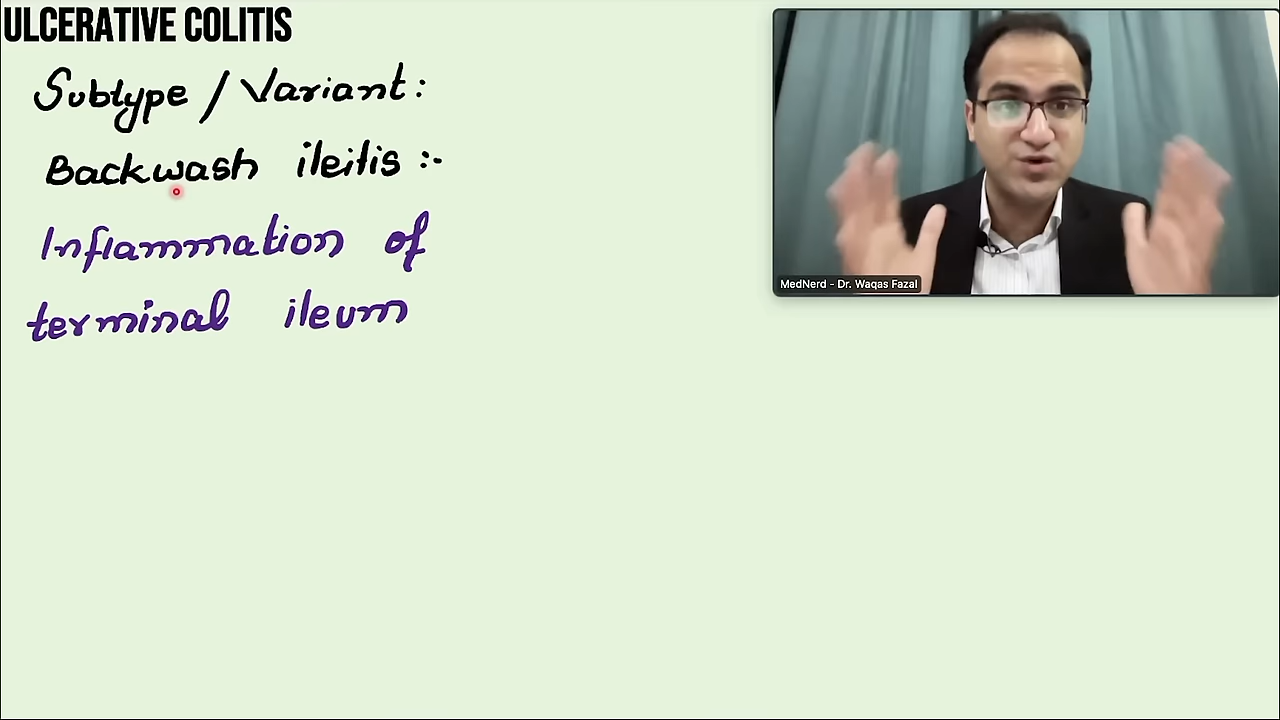 ULCERATIVE COLITIS
Subtype / Variant:
Backwash ileitis :-
Inflammation of
terminal ileum
MedNerd - Dr. Waqas Fazal